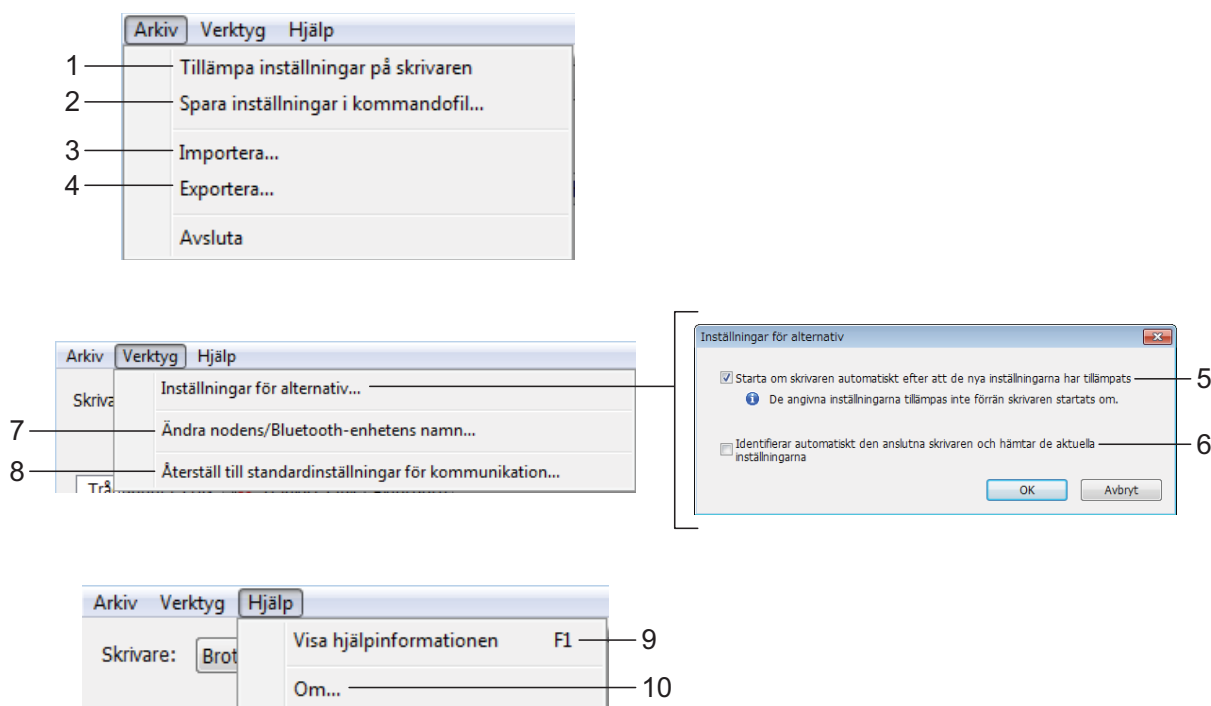 Arkiv Verktyg Hjälp
1 Tillämpa inställningar på skrivaren
2 Spara inställningar i kommandofil...
3 Importera...
4 Exportera...
Avsluta
Arkiv Verktyg Hjälp
Inställningar för alternativ...
7 Ändra nodens/Bluetooth-enhetens namn...
8 Återställ till standardinställningar för kommunikation...
Skriva
Trå
Inställningar för alternativ
Starta om skrivaren automatiskt efter att de nya inställningarna har tillämpats 5
De angivna inställningarna tillämpas inte förrän skrivaren startats om.
Identifierar automatiskt den anslutna skrivaren och hämtar de aktuella 6
inställningarna
OK Avbryt
Arkiv Verktyg Hjälp
Skrivare: Brot
Visa hjälpinformationen F1 9
Om... 10